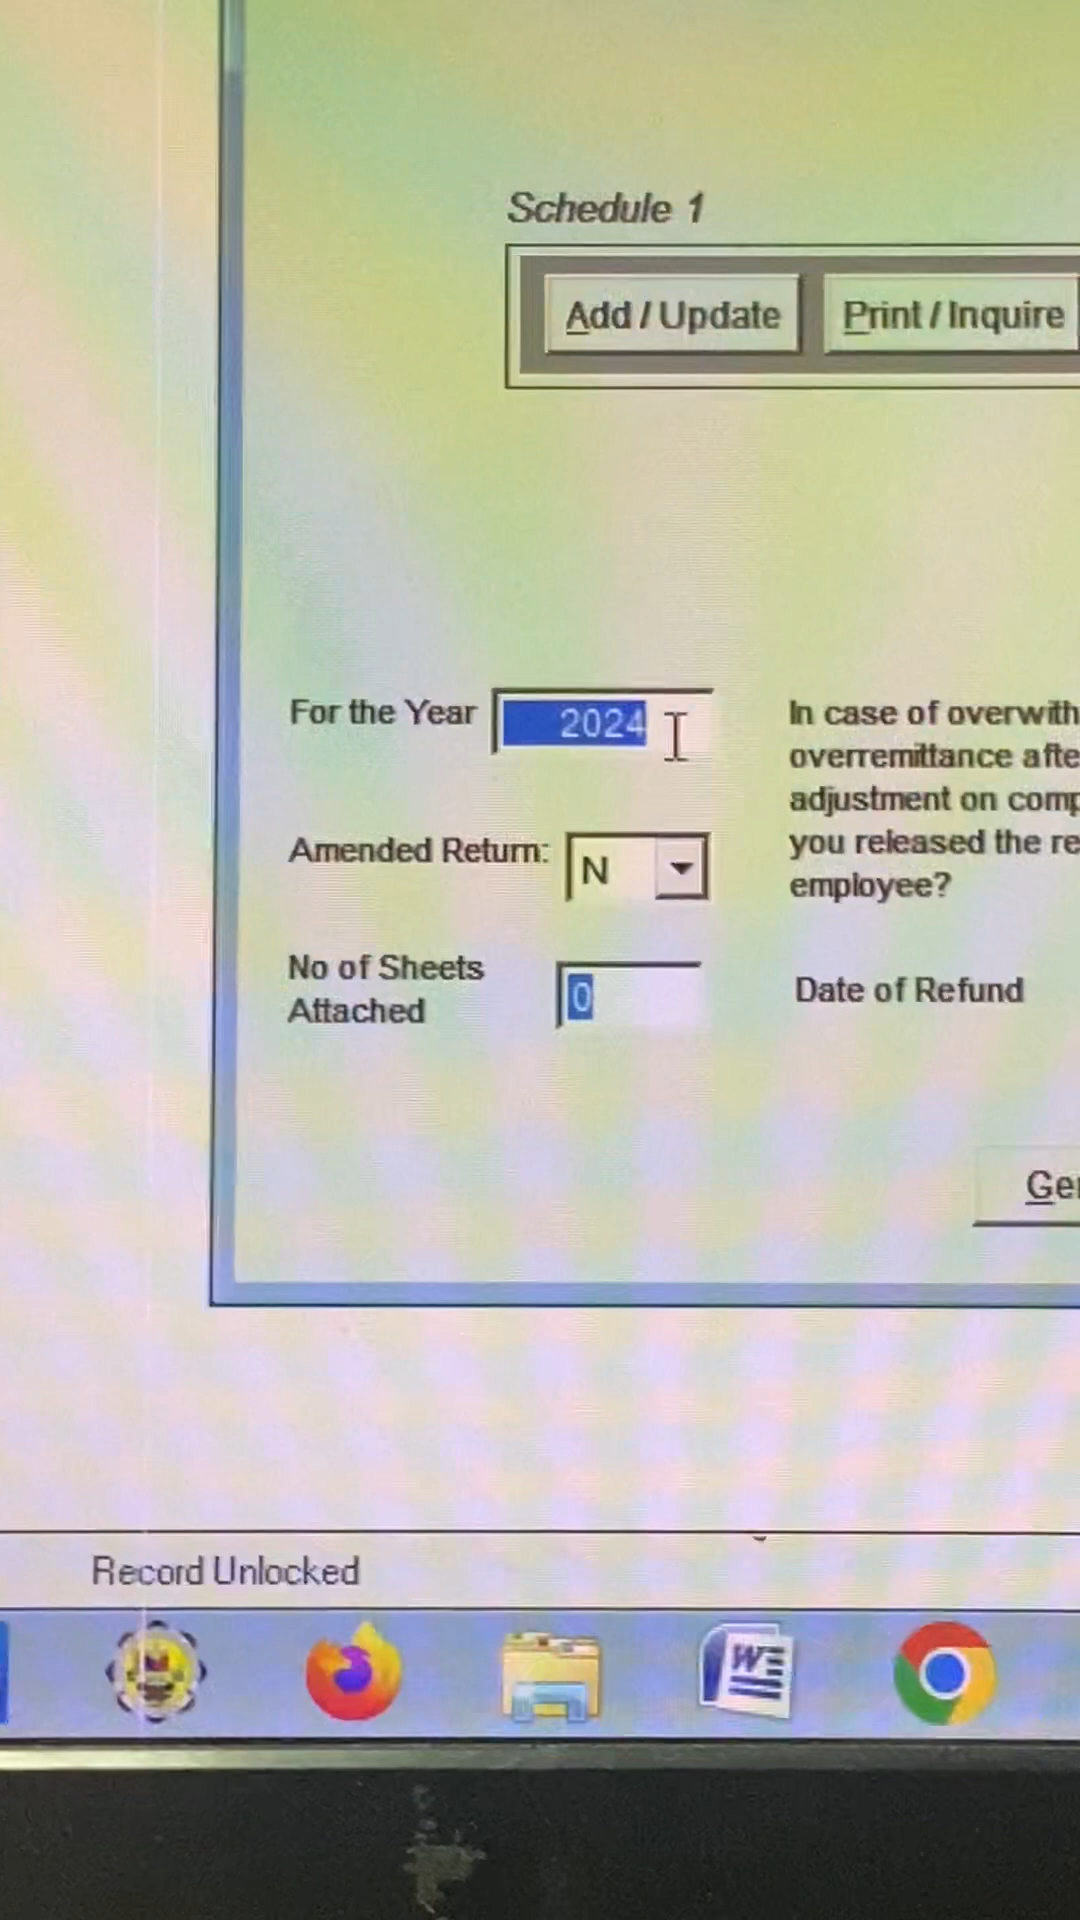 Schedule 1
Add / Update
Print / Inquire
For the Year
2024
In case of overwith
overremittance afte
adjustment on comp
you released the re
employee?
Amended Return:
N
No of Sheets
Attached
0
Date of Refund
Ge
Record Unlocked
W